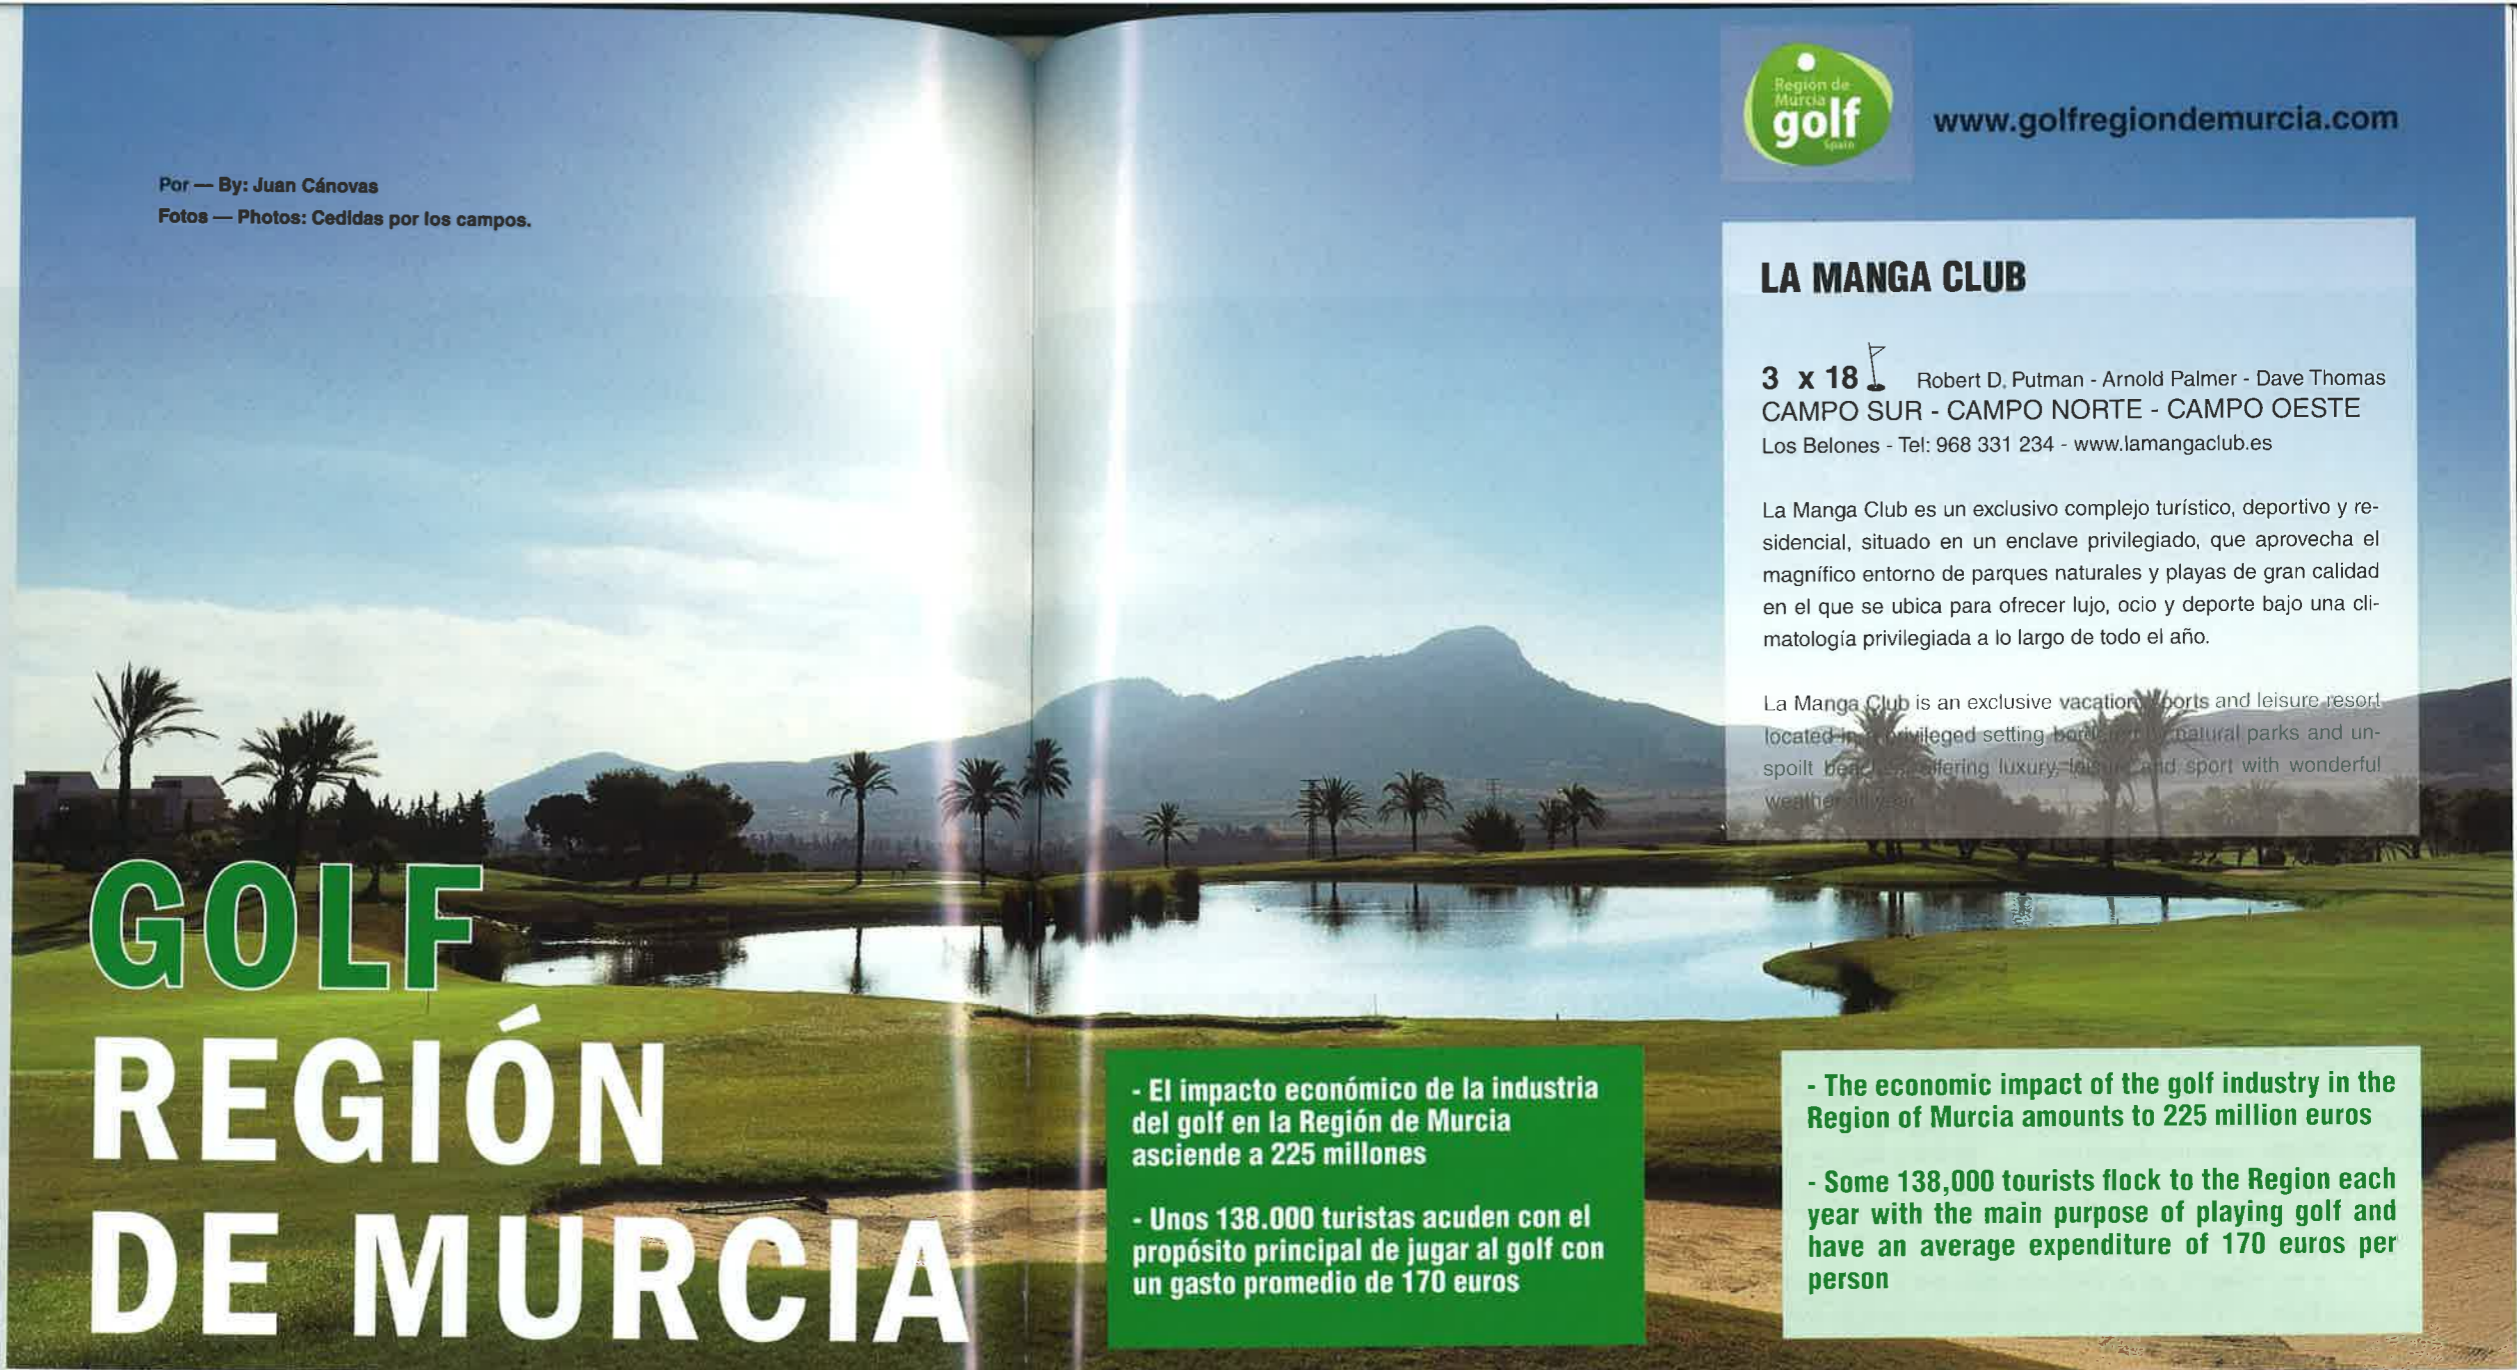 Por — By: Juan Cánovas
Fotos — Photos: Cedidas por los campos.
GOLF
REGIÓN
DE MURCIA
Región de
Murcia
golf
Spain
www.golfregiondemurcia.com
LA MANGA CLUB
3 x 18 Robert D. Putman - Arnold Palmer - Dave Thomas
CAMPO SUR - CAMPO NORTE - CAMPO OESTE
Los Belones - Tel: 968 331 234 - www.lamangaclub.es
La Manga Club es un exclusivo complejo turístico, deportivo y re-
sidencial, situado en un enclave privilegiado, que aprovecha el
magnífico entorno de parques naturales y playas de gran calidad
en el que se ubica para ofrecer lujo, ocio y deporte bajo una cli-
matología privilegiada a lo largo de todo el año.
La Manga Club is an exclusive vacation, sports and leisure resort
located in a privileged setting bordered by natural parks and un-
spoilt beaches offering luxury, leisure and sport with wonderful
weather all year.
- El impacto económico de la industria
del golf en la Región de Murcia
asciende a 225 millones
- Unos 138.000 turistas acuden con el
propósito principal de jugar al golf con
un gasto promedio de 170 euros
- The economic impact of the golf industry in the
Region of Murcia amounts to 225 million euros
- Some 138,000 tourists flock to the Region each
year with the main purpose of playing golf and
have an average expenditure of 170 euros per
person